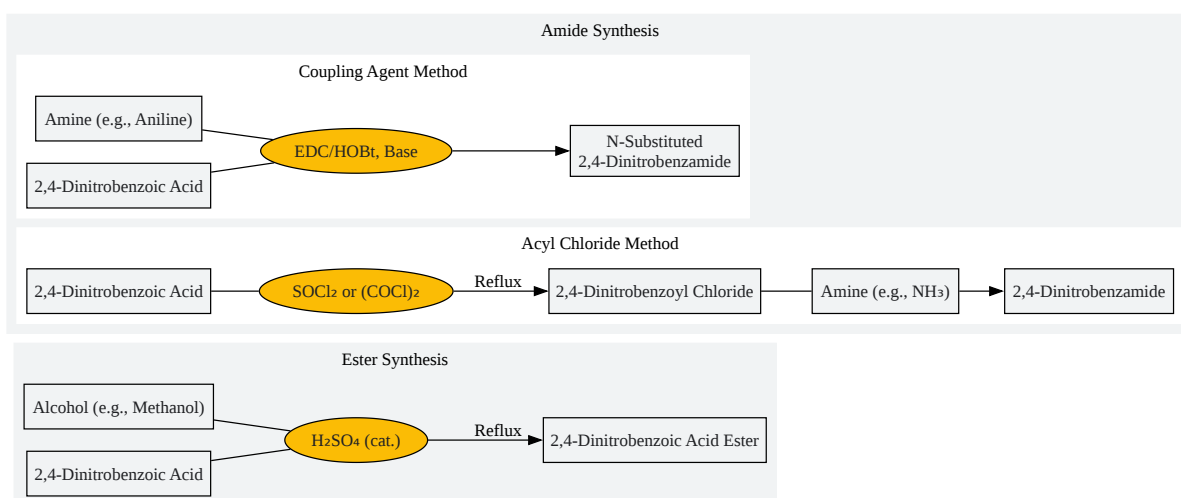 Amide Synthesis
Coupling Agent Method
Amine (e.g., Aniline)
EDC/HOBt, Base
N-Substituted
2,4-Dinitrobenzamide
2,4-Dinitrobenzoic Acid
Acyl Chloride Method
2,4-Dinitrobenzoic Acid
SOCl₂ or (COCl)₂
Reflux
2,4-Dinitrobenzoyl Chloride
Amine (e.g., NH₃)
2,4-Dinitrobenzamide
Ester Synthesis
Alcohol (e.g., Methanol)
H₂SO₄ (cat.)
Reflux
2,4-Dinitrobenzoic Acid Ester
2,4-Dinitrobenzoic Acid